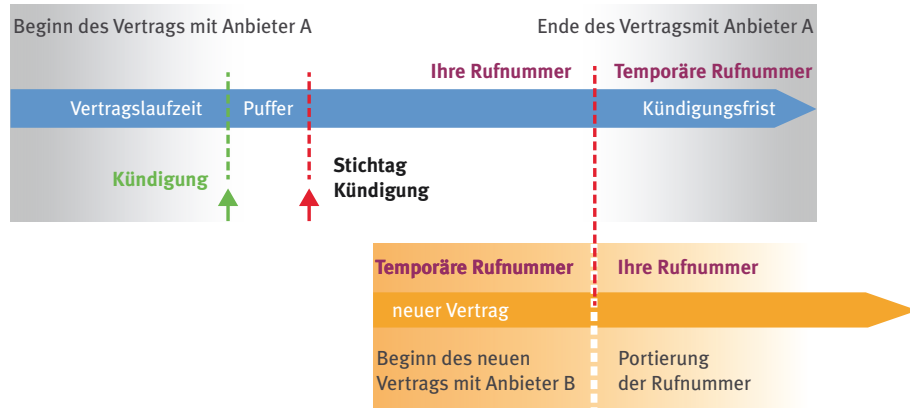 Beginn des Vertrags mit Anbieter A
Ende des Vertragsmit Anbieter A
Ihre Rufnummer
Temporäre Rufnummer
Vertragslaufzeit
Puffer
Kündigungsfrist
Kündigung
Stichtag
Kündigung
Temporäre Rufnummer
Ihre Rufnummer
neuer Vertrag
Beginn des neuen
Vertrags mit Anbieter B
Portierung
der Rufnummer